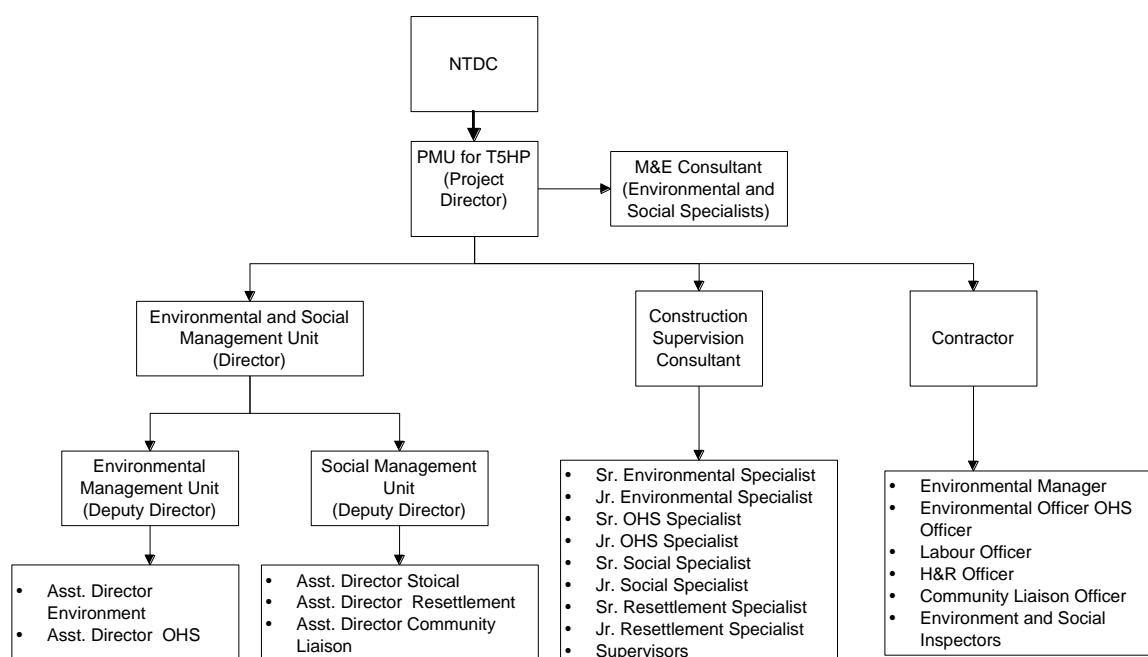 NTDC
PMU for T5HP
(Project
Director)
M&E Consultant
(Environmental and
Social Specialists)
Environmental and Social
Management Unit
(Director)
Construction
Supervision
Consultant
Contractor
Environmental
Management Unit
(Deputy Director)
Social Management
Unit
(Deputy Director)
• Asst. Director
Environment
• Asst. Director OHS
• Asst. Director Stoical
• Asst. Director Resettlement
• Asst. Director Community
Liaison
• Sr. Environmental Specialist
• Jr. Environmental Specialist
• Sr. OHS Specialist
• Jr. OHS Specialist
• Sr. Social Specialist
• Jr. Social Specialist
• Sr. Resettlement Specialist
• Jr. Resettlement Specialist
• Supervisors
• Environmental Manager
• Environmental Officer OHS
Officer
• Labour Officer
• H&R Officer
• Community Liaison Officer
• Environment and Social
Inspectors